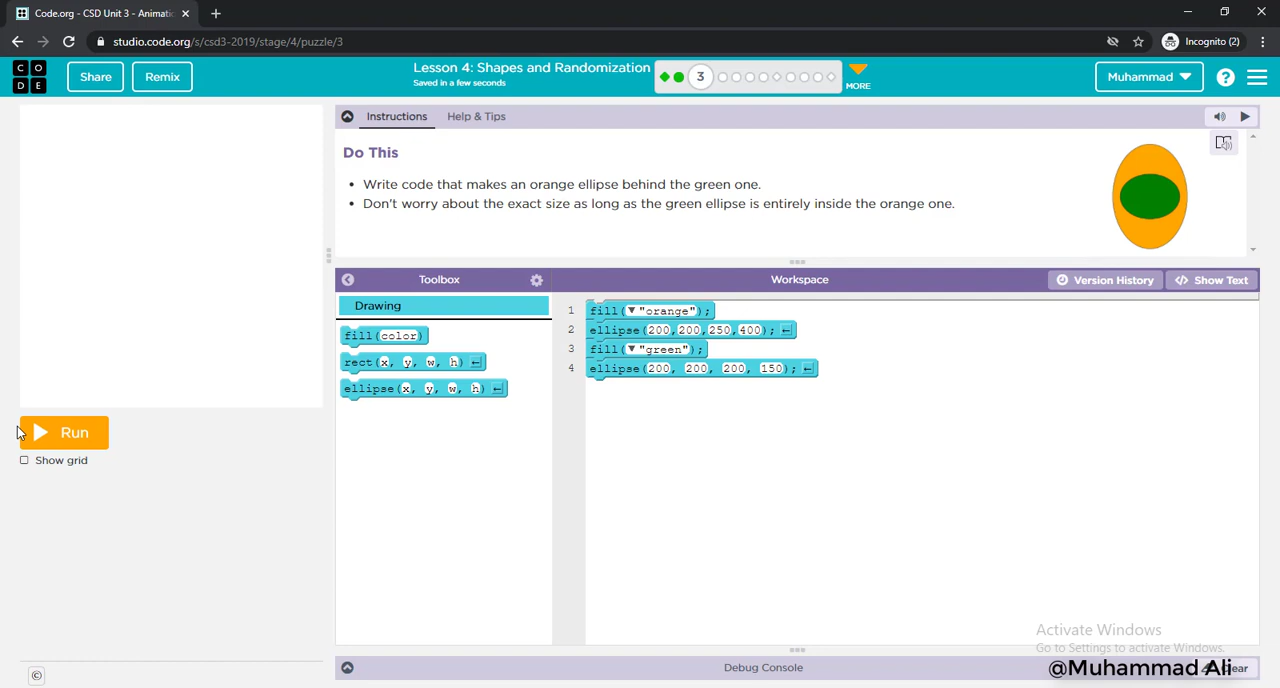 Code.org - CSD Unit 3 - Animatic
studio.code.org/s/csd3-2019/stage/4/puzzle/3
Incognito (2)
CO
DE
Share
Remix
Lesson 4: Shapes and Randomization
Saved in a few seconds
3
MORE
Muhammad
?
Instructions
Help & Tips
Do This
• Write code that makes an orange ellipse behind the green one.
• Don't worry about the exact size as long as the green ellipse is entirely inside the orange one.
Toolbox
Workspace
Version History
Show Text
Drawing
fill(color)
rect(x, y, w, h)
ellipse(x, y, w, h)
1 fill("orange");
2 ellipse(200,200,250,400);
3 fill("green");
4 ellipse(200, 200, 200, 150);
Run
Show grid
Activate Windows
Go to Settings to activate Windows.
Debug Console
@Muhammad Ali
©